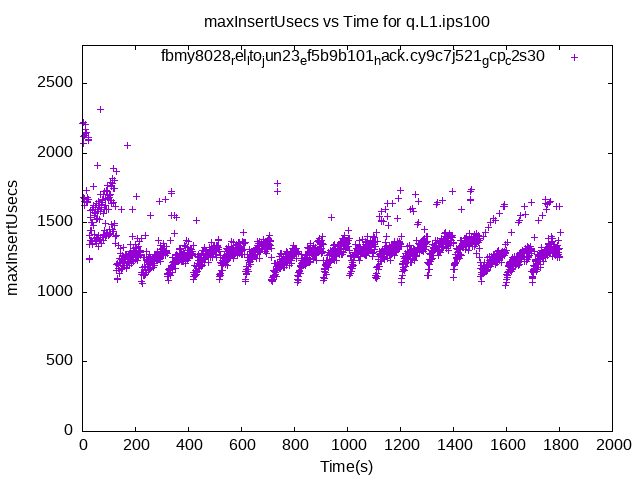 maxInsertUsecs vs Time for q.L1.ips100
fbmy8028relltojun23ef5b9b101hack.cy9c7j521gcpc2s30
2500
2000
1500
1000
500
0
maxInsertUsecs
0 200 400 600 800 1000 1200 1400 1600 1800 2000
Time(s)